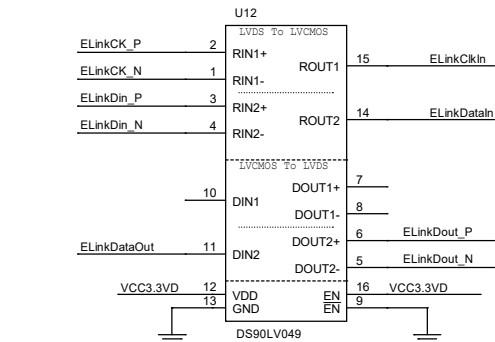 U12
LVDS To LVCMOS
ELinkCK_P 2 RIN1+
ROUT1 15 ELinkClkIn
ELinkCK_N 1 RIN1-
ELinkDin_P 3 RIN2+
ROUT2 14 ELinkDataIn
ELinkDin_N 4 RIN2-
LVCMOS To LVDS
DOUT1+ 7
10 DIN1
DOUT1- 8
DOUT2+ 6 ELinkDout_P
ELinkDataOut 11 DIN2
DOUT2- 5 ELinkDout_N
VCC3.3VD 12 VDD EN 16 VCC3.3VD
13 GND EN 9
DS90LV049